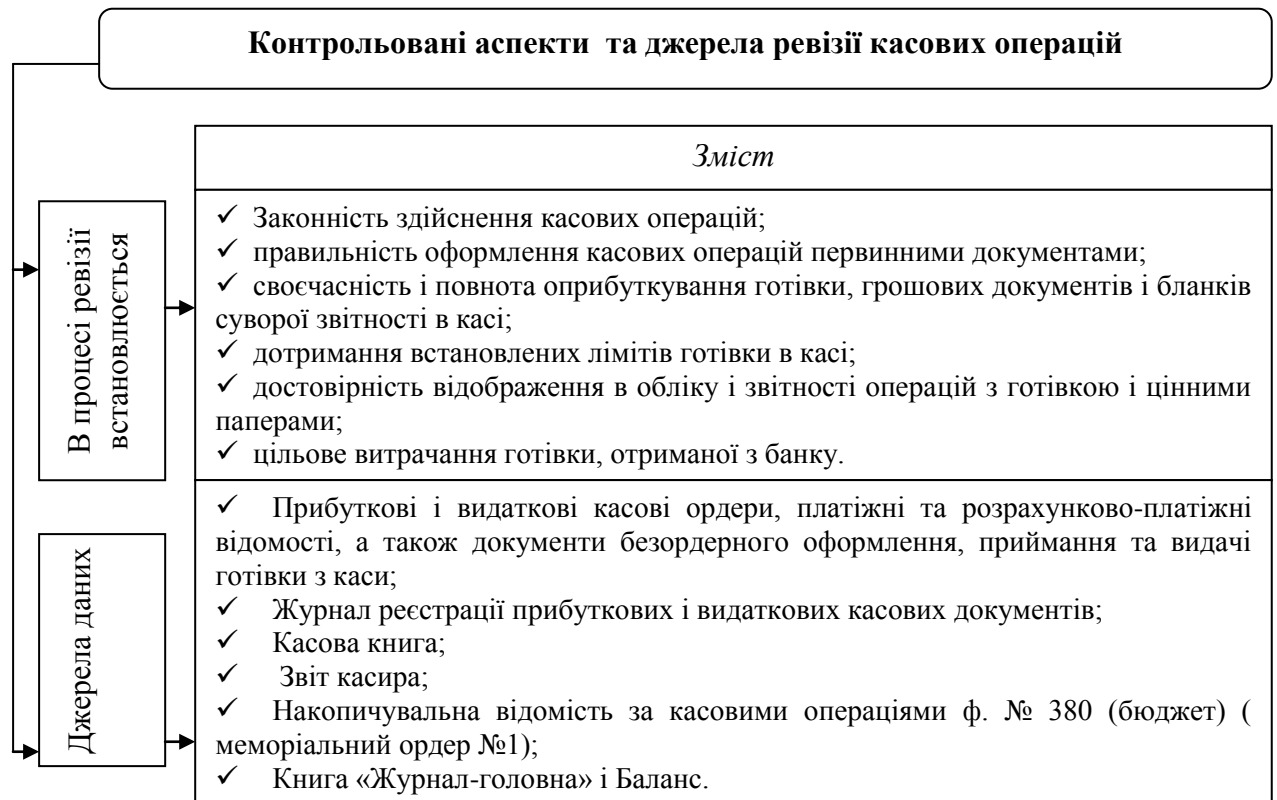 Контрольовані аспекти та джерела ревізії касових операцій
Зміст
В процесі ревізії
встановлюється
✓ Законність здійснення касових операцій;
✓ правильність оформлення касових операцій первинними документами;
✓ своєчасність і повнота оприбуткування готівки, грошових документів і бланків
суворої звітності в касі;
✓ дотримання встановлених лімітів готівки в касі;
✓ достовірність відображення в обліку і звітності операцій з готівкою і цінними
паперами;
✓ цільове витрачання готівки, отриманої з банку.
Джерела даних
✓ Прибуткові і видаткові касові ордери, платіжні та розрахунково-платіжні
відомості, а також документи безордерного оформлення, приймання та видачі
готівки з каси;
✓ Журнал реєстрації прибуткових і видаткових касових документів;
✓ Касова книга;
✓ Звіт касира;
✓ Накопичувальна відомість за касовими операціями ф. № 380 (бюджет) (
меморіальний ордер №1);
✓ Книга «Журнал-головна» і Баланс.